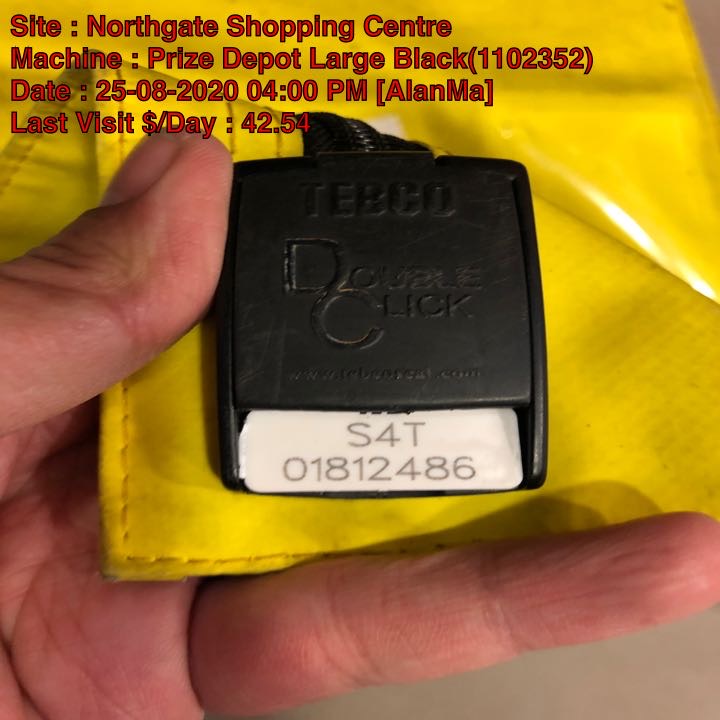 Site : Northgate Shopping Centre
Machine : Prize Depot Large Black(1102352)
Date : 25-08-2020 04:00 PM [AlanMa]
Last Visit $/Day : 42.54
TEBCO
DOUBLE
CLICK
S4T
01812486